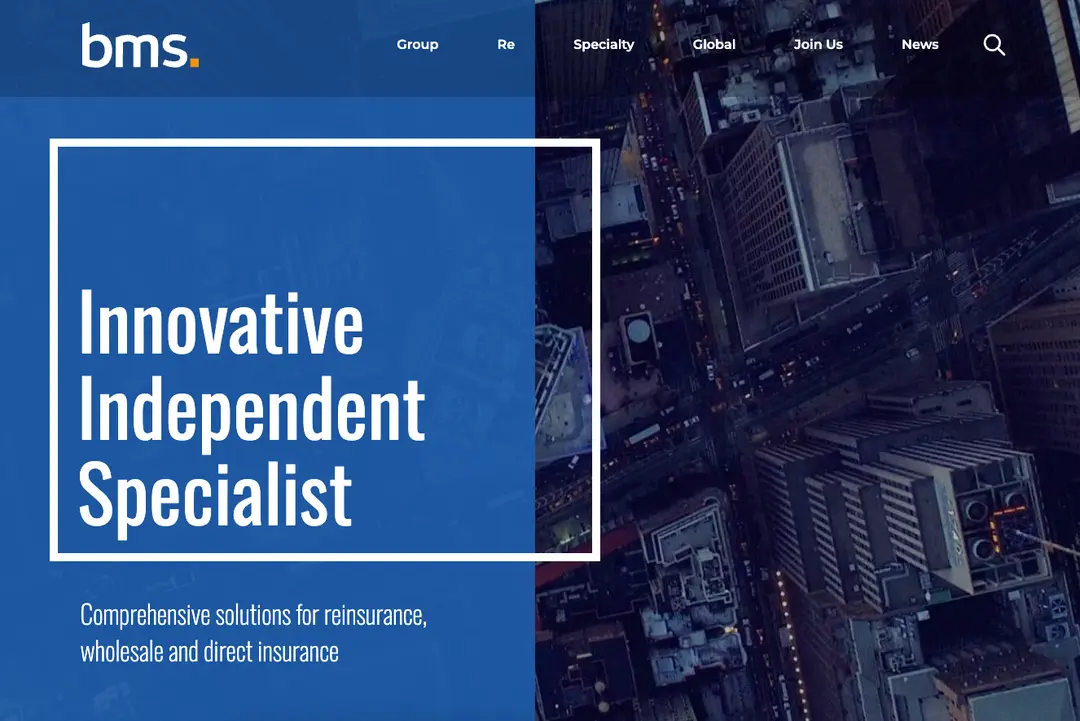 bms.
Group Re Specialty Global Join Us News
Innovative
Independent
Specialist
Comprehensive solutions for reinsurance,
wholesale and direct insurance